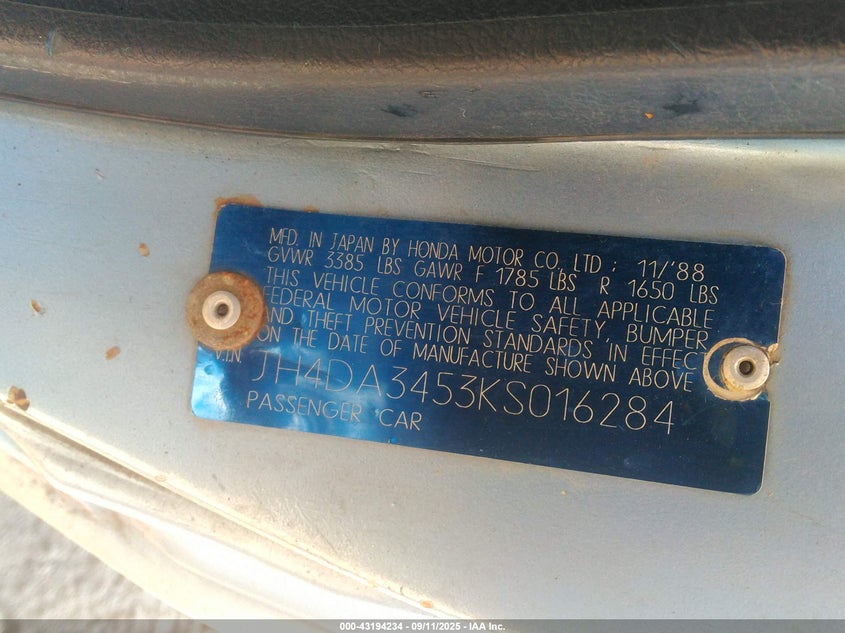 MFD. IN JAPAN BY HONDA MOTOR CO., LTD.; 11/'88
GVWR 3385 LBS GAWR F 1785 LBS R 1650 LBS
THIS VEHICLE CONFORMS TO ALL APPLICABLE
FEDERAL MOTOR VEHICLE SAFETY, BUMPER
AND THEFT PREVENTION STANDARDS IN EFFECT
ON THE DATE OF MANUFACTURE SHOWN ABOVE
V.IN JH4DA3453KS016284
PASSENGER CAR
000-43194234 - 09/11/2025 - IAA Inc.